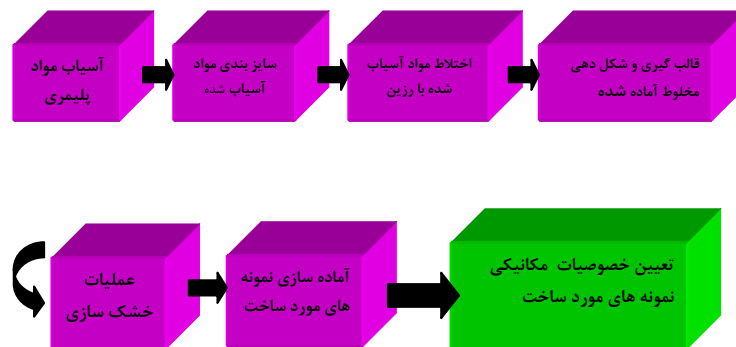 آسیاب مواد
پلیمری
سایز بندی مواد
آسیاب شده
اختلاط مواد آسیاب
شده با رزین
قالب گیری و شکل دهی
مخلوط آماده شده
عملیات
خشک سازی
آماده سازی نمونه
های مورد ساخت
تعیین خصوصیات مکانیکی
نمونه های مورد ساخت